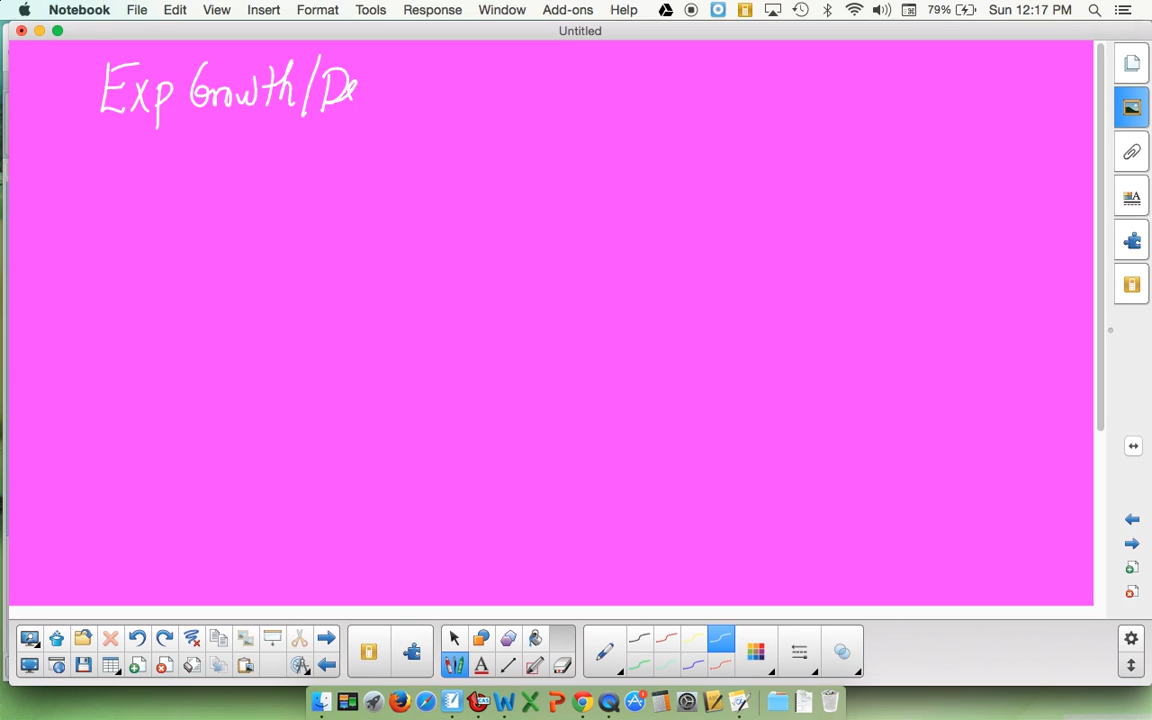 Notebook File Edit View Insert Format Tools Response Window Add-ons Help 79% Sun 12:17 PM
Untitled
Exp Growth/De